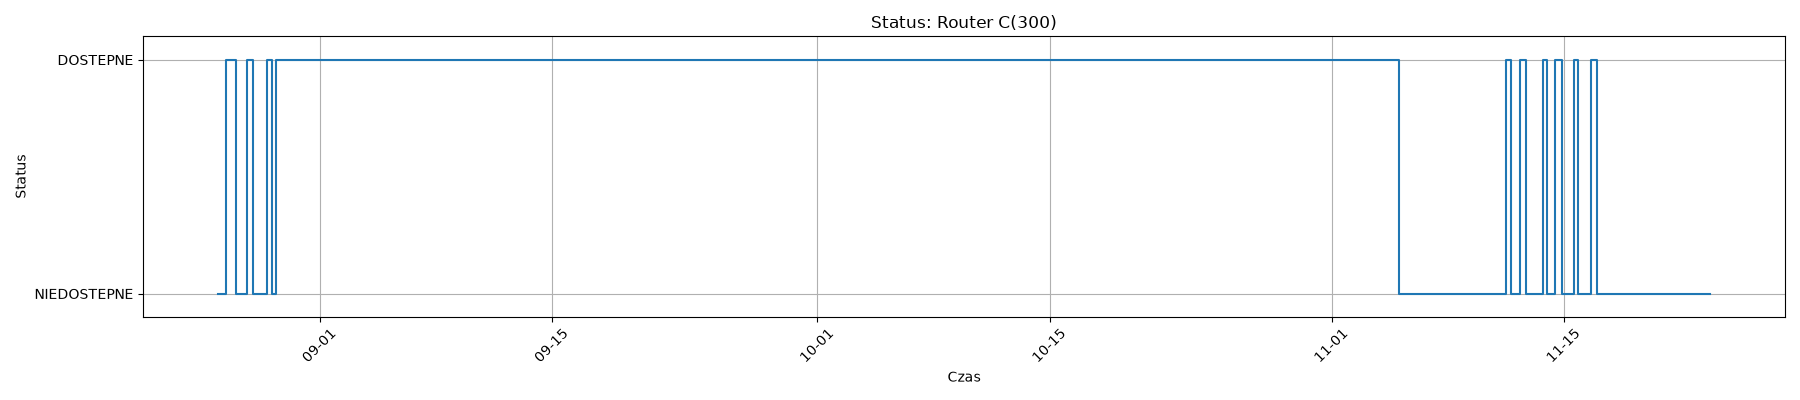 Status: Router C(300)
DOSTEPNE
Status
NIEDOSTEPNE
09-01
09-15
10-01
10-15
11-01
11-15
Czas